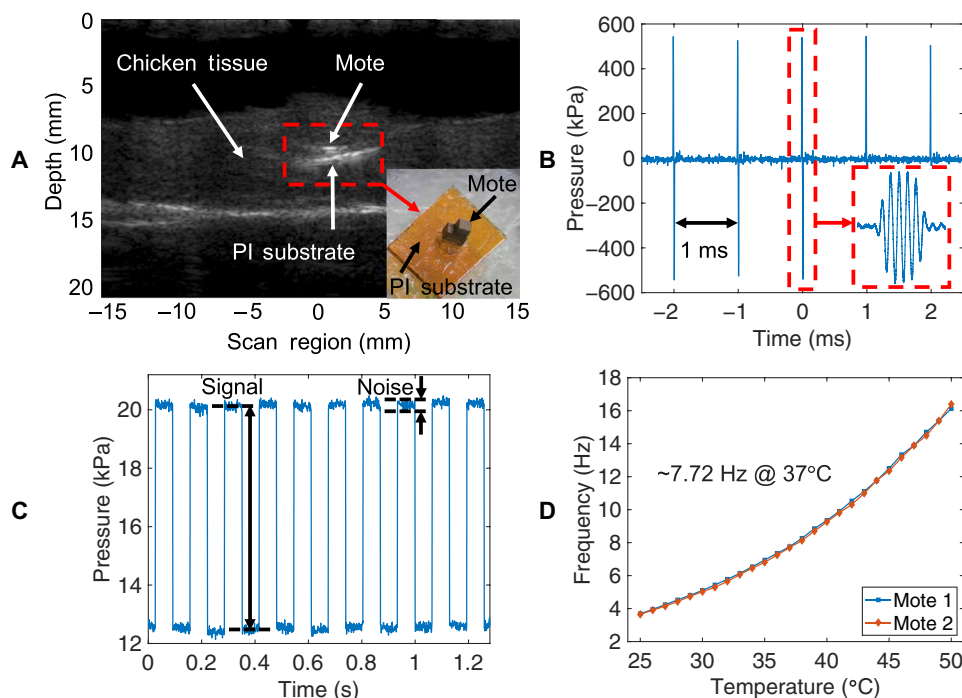 A
Depth (mm)
0
5
10
15
20
Chicken tissue
Mote
PI substrate
Mote
PI substrate
−15
−10
−5
0
5
10
15
Scan region (mm)
B
Pressure (kPa)
600
400
200
0
−200
−400
−600
1 ms
−2
−1
0
1
2
Time (ms)
C
Pressure (kPa)
20
18
16
14
12
Signal
Noise
0
0.2
0.4
0.6
0.8
1
1.2
Time (s)
D
Frequency (Hz)
18
16
14
12
10
8
6
4
2
~7.72 Hz @ 37°C
Mote 1
Mote 2
25
30
35
40
45
50
Temperature (°C)